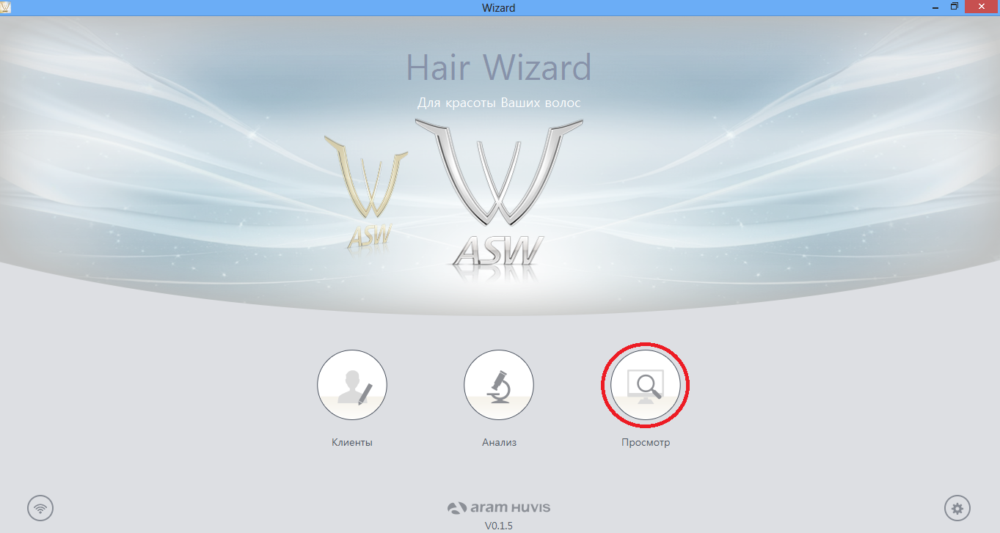 Wizard
Hair Wizard
Для красоты Ваших волос
ASW
ASW
Клиенты
Анализ
Просмотр
aram HUVIS
V0.1.5